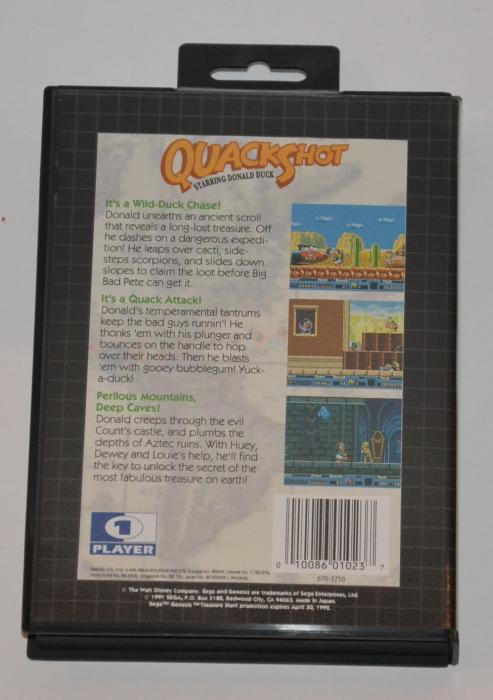 QUACKSHOT
STARRING DONALD DUCK
It's a Wild-Duck Chase!
Donald unearths an ancient scroll
that reveals a long-lost treasure. Off
he dashes on a dangerous expedi-
tion! He leaps over cacti, side-
steps scorpions, and slides down
slopes to claim the loot before Big
Bad Pete can get it.
It's a Quack Attack!
Donald's temperamental tantrums
keep the bad guys runnin'! He
thonks 'em with his plunger and
bounces on the handle to hop
over their heads. Then he blasts
'em with gooey bubblegum! Yuck-
a-duck!
Perilous Mountains,
Deep Caves!
Donald creeps through the evil
Count's castle, and plumbs the
depths of Aztec ruins. With Huey,
Dewey and Louie's help, he'll find
the key to unlock the secret of the
most fabulous treasure on earth!
1
PLAYER
0 10086 01023 7
670-1710
© The Walt Disney Company. Sega and Genesis are trademarks of Sega Enterprises, Ltd.
© 1991 SEGA, P.O. Box 5188, Redwood City, CA 94063. Made in Japan.
Sega™ Genesis™ Treasure Hunt promotion expires April 30, 1992.